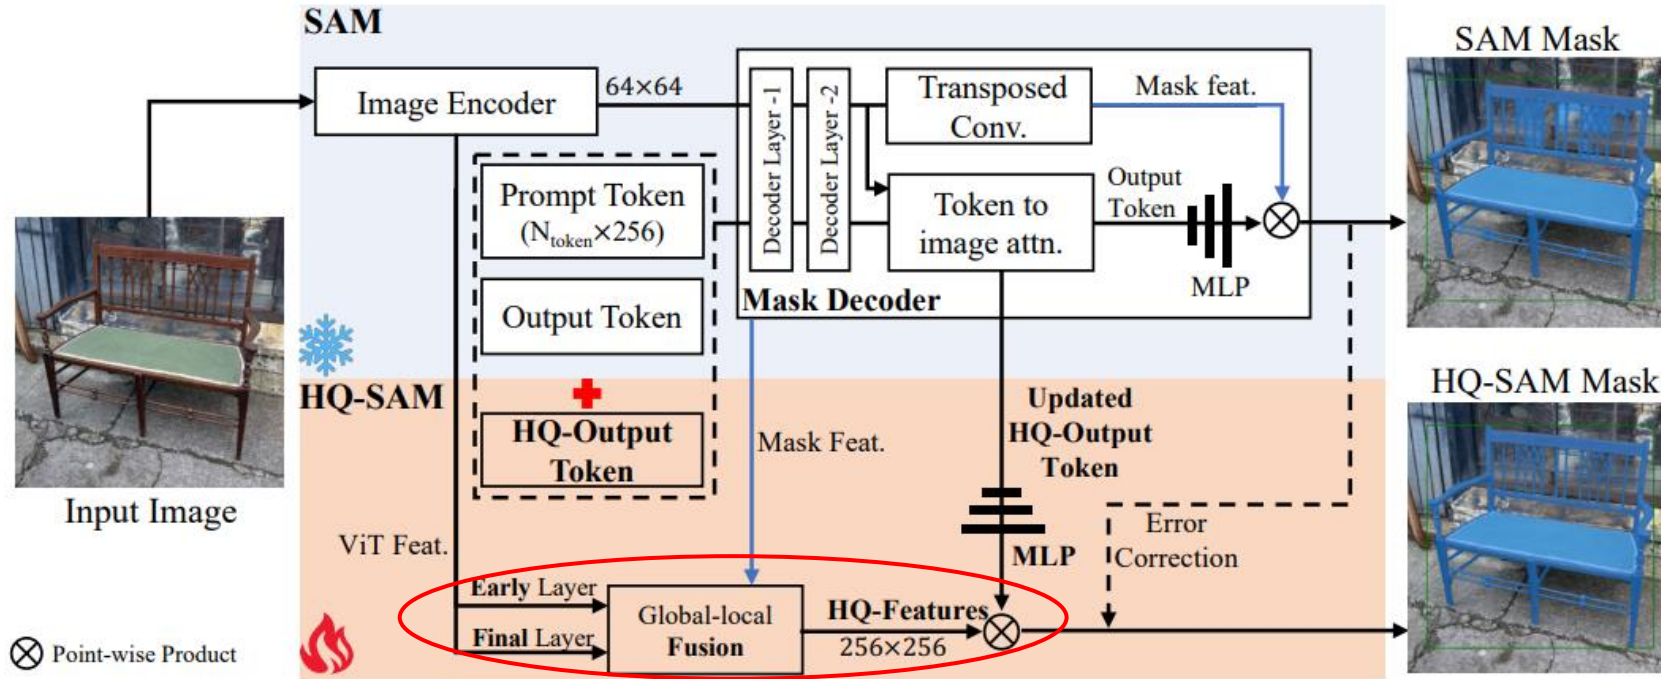 SAM
SAM Mask
Image Encoder
64×64
Decoder Layer -1
Decoder Layer -2
Transposed
Conv.
Mask feat.
Prompt Token
(N_token×256)
Token to
image attn.
Output
Token
MLP
Output Token
Mask Decoder
HQ-SAM
HQ-SAM Mask
HQ-Output
Token
Mask Feat.
Updated
HQ-Output
Token
Input Image
ViT Feat.
MLP
Error
Correction
Early Layer
Final Layer
Global-local
Fusion
HQ-Features
256×256
Point-wise Product